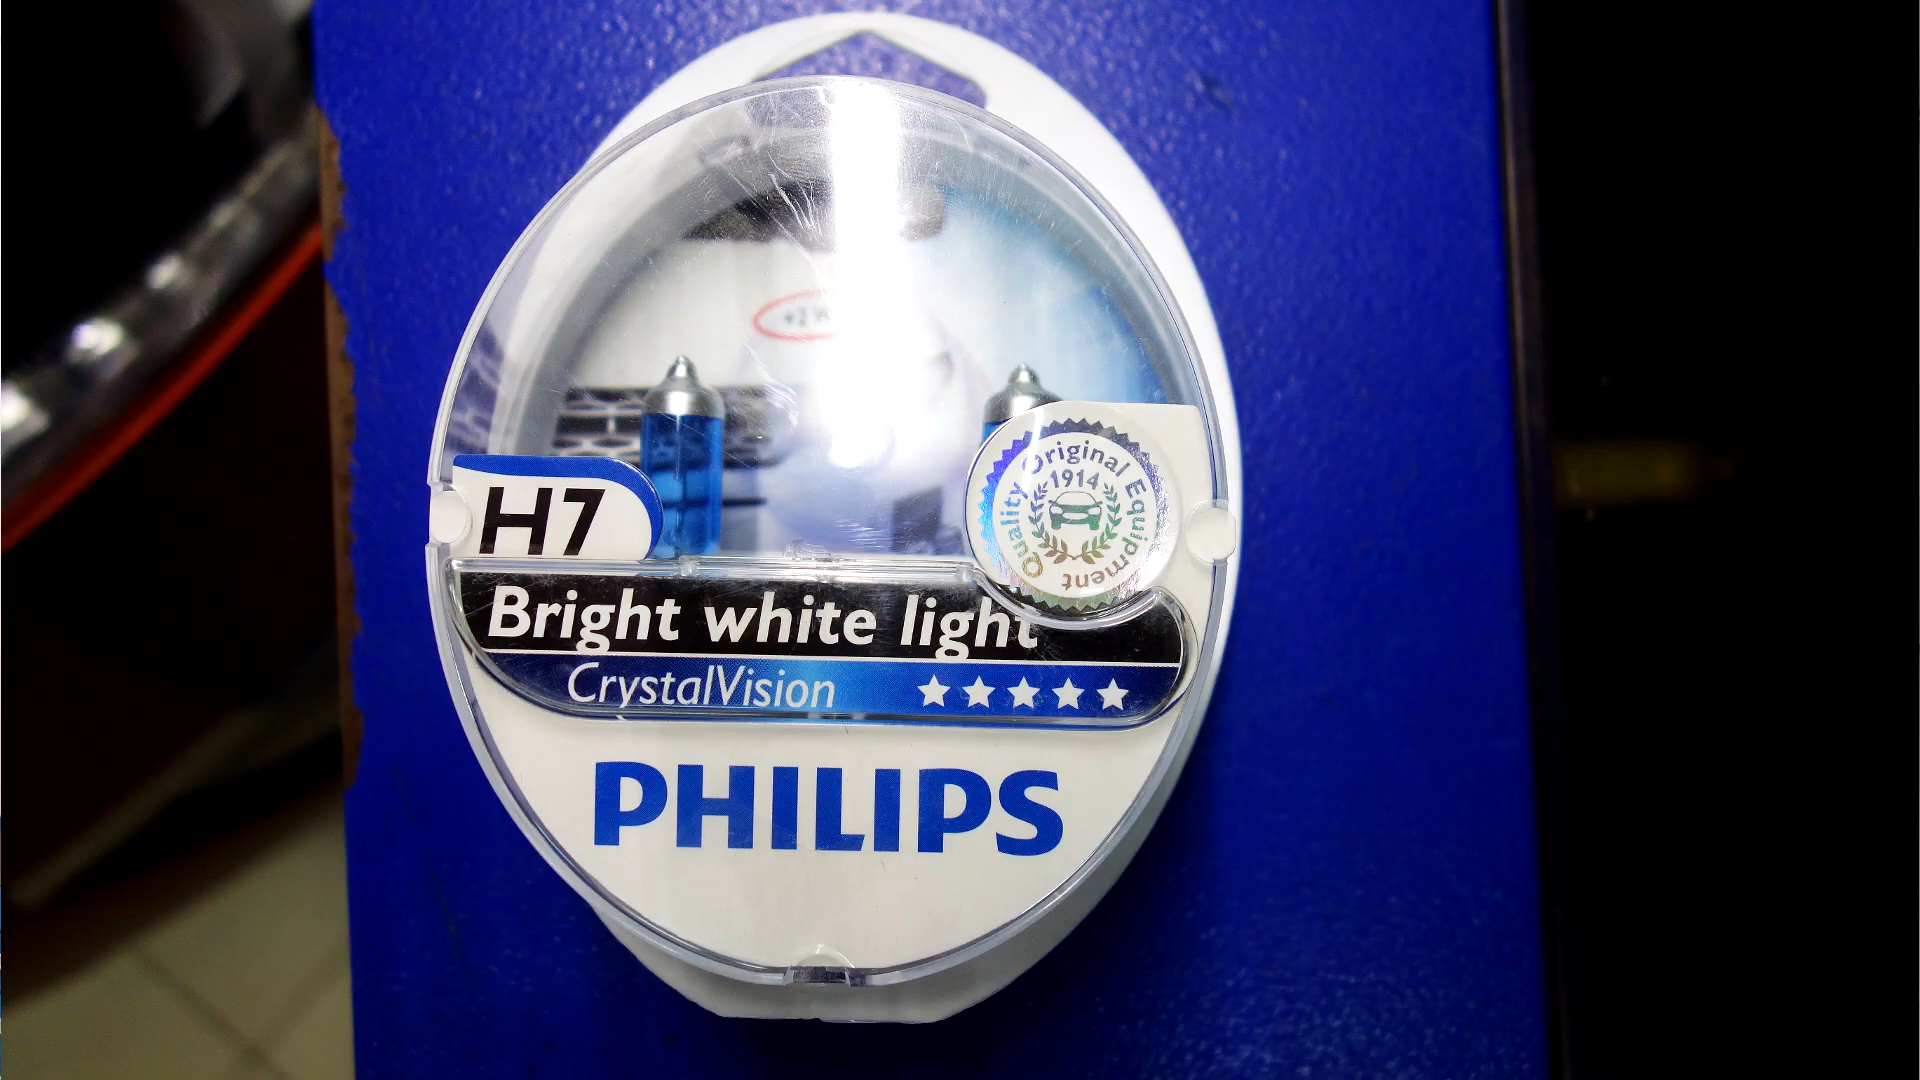 H7
Quality Original Equipment
1914
Bright white light
CrystalVision
PHILIPS